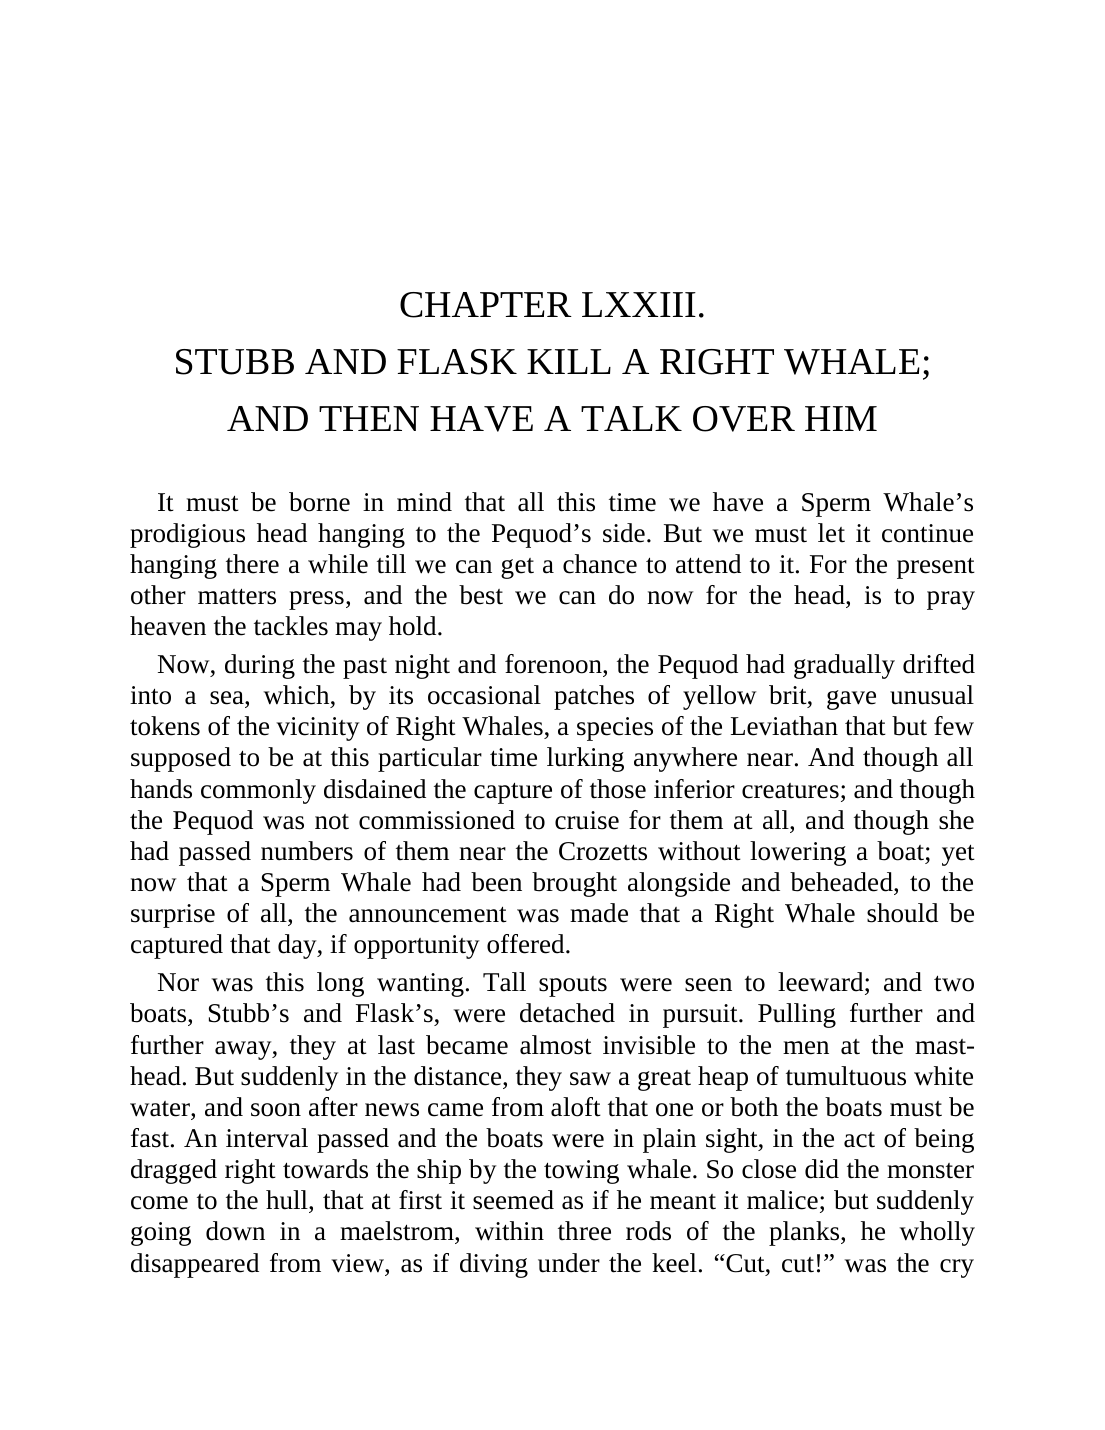 CHAPTER LXXIII.
STUBB AND FLASK KILL A RIGHT WHALE;
AND THEN HAVE A TALK OVER HIM
It must be borne in mind that all this time we have a Sperm Whale’s
prodigious head hanging to the Pequod’s side. But we must let it continue
hanging there a while till we can get a chance to attend to it. For the present
other matters press, and the best we can do now for the head, is to pray
heaven the tackles may hold.
Now, during the past night and forenoon, the Pequod had gradually drifted
into a sea, which, by its occasional patches of yellow brit, gave unusual
tokens of the vicinity of Right Whales, a species of the Leviathan that but few
supposed to be at this particular time lurking anywhere near. And though all
hands commonly disdained the capture of those inferior creatures; and though
the Pequod was not commissioned to cruise for them at all, and though she
had passed numbers of them near the Crozetts without lowering a boat; yet
now that a Sperm Whale had been brought alongside and beheaded, to the
surprise of all, the announcement was made that a Right Whale should be
captured that day, if opportunity offered.
Nor was this long wanting. Tall spouts were seen to leeward; and two
boats, Stubb’s and Flask’s, were detached in pursuit. Pulling further and
further away, they at last became almost invisible to the men at the mast-
head. But suddenly in the distance, they saw a great heap of tumultuous white
water, and soon after news came from aloft that one or both the boats must be
fast. An interval passed and the boats were in plain sight, in the act of being
dragged right towards the ship by the towing whale. So close did the monster
come to the hull, that at first it seemed as if he meant it malice; but suddenly
going down in a maelstrom, within three rods of the planks, he wholly
disappeared from view, as if diving under the keel. “Cut, cut!” was the cry